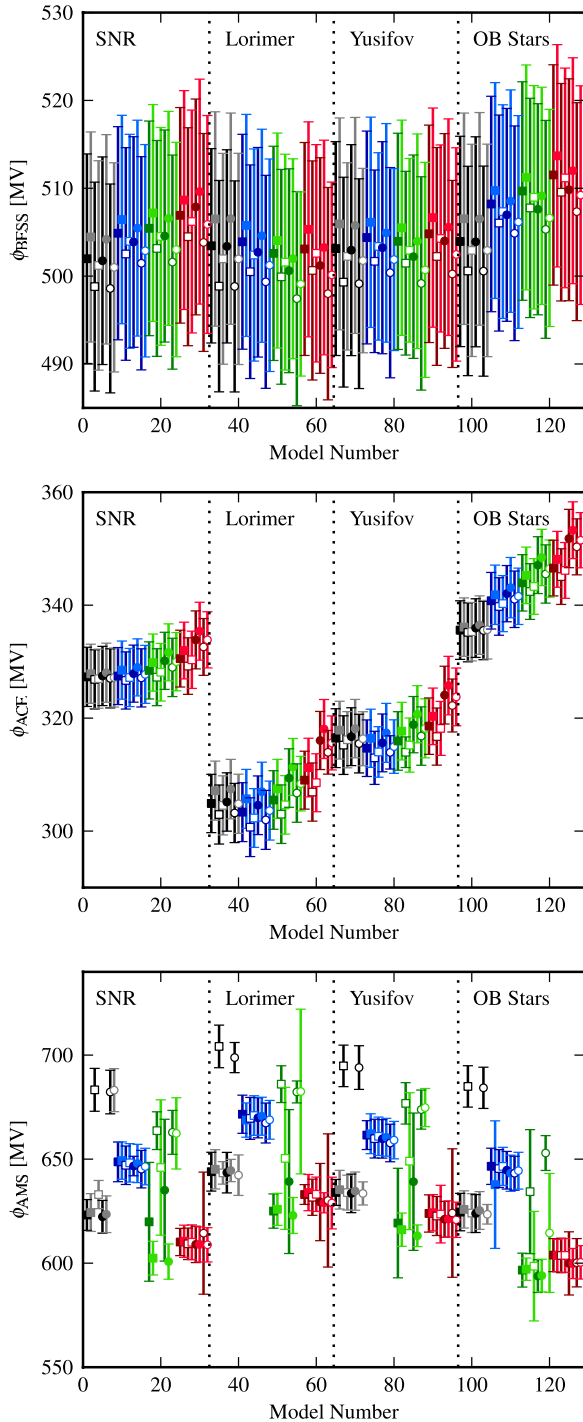 530
SNR
Lorimer
Yusifov
OB Stars
520
510
500
490
ϕBFSS [MV]
0 20 40 60 80 100 120
Model Number
360
SNR
Lorimer
Yusifov
OB Stars
340
320
300
ϕACE [MV]
0 20 40 60 80 100 120
Model Number
SNR
Lorimer
Yusifov
OB Stars
700
650
600
550
ϕAMS [MV]
0 20 40 60 80 100 120
Model Number